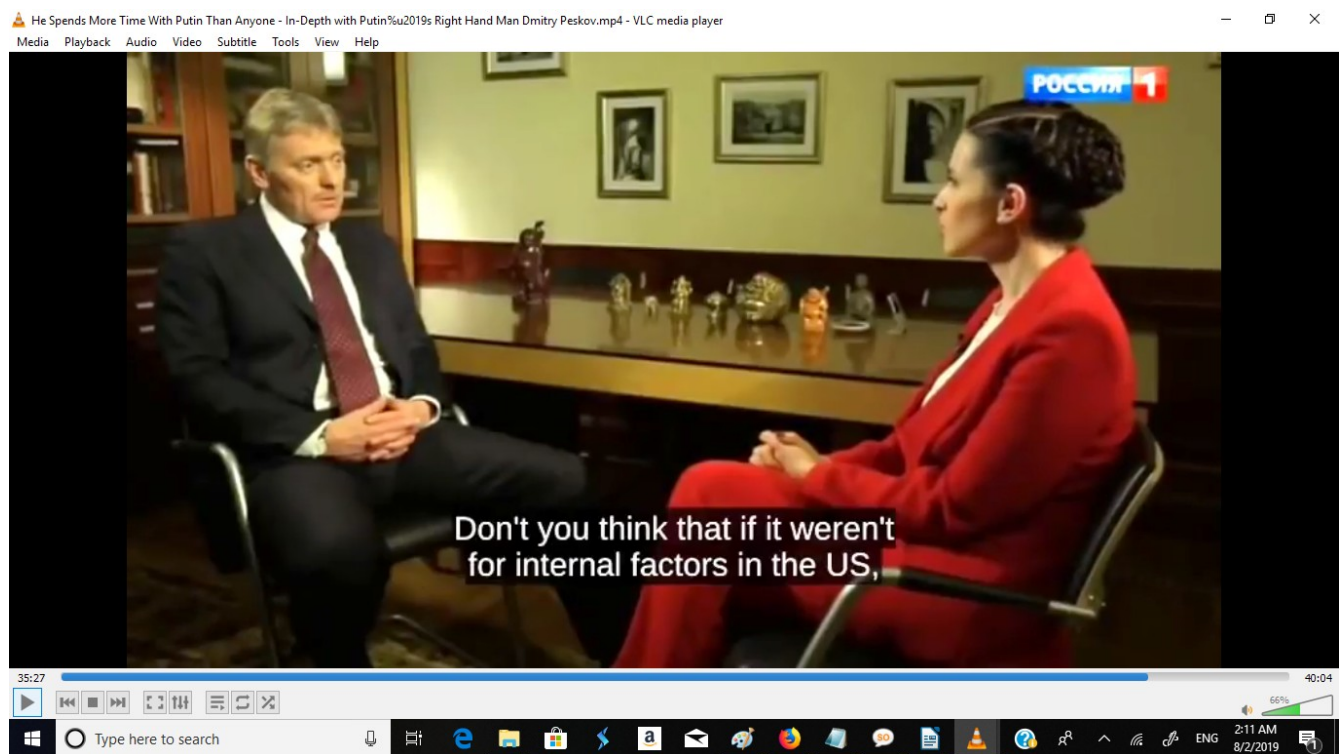 He Spends More Time With Putin Than Anyone - In-Depth with Putin%u2019s Right Hand Man Dmitry Peskov.mp4 - VLC media player
Media Playback Audio Video Subtitle Tools View Help
РОССИЯ 1
Don't you think that if it weren't
for internal factors in the US,
35:27
40:04
66%
Type here to search
a
SO
?
ENG
2:11 AM
8/2/2019
1